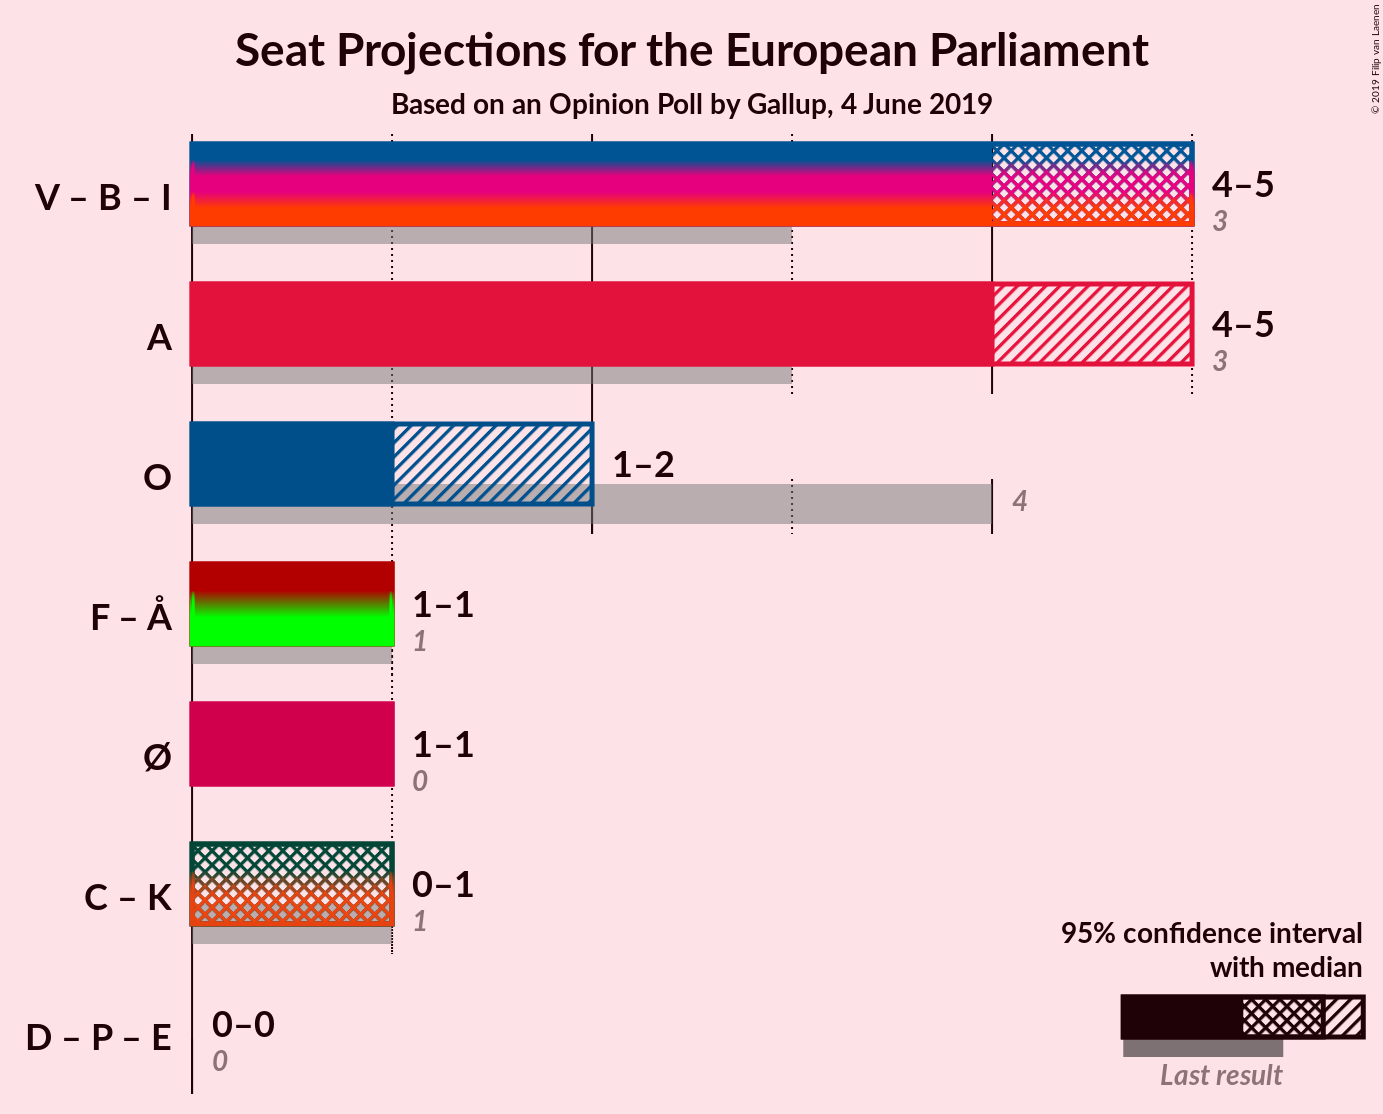 Seat Projections for the European Parliament
Based on an Opinion Poll by Gallup, 4 June 2019
© 2019 Filip van Laenen
V – B – I
4–5
3
A
4–5
3
O
1–2
4
F – Å
1–1
1
Ø
1–1
0
C – K
0–1
1
D – P – E
0–0
0
95% confidence interval
with median
Last result